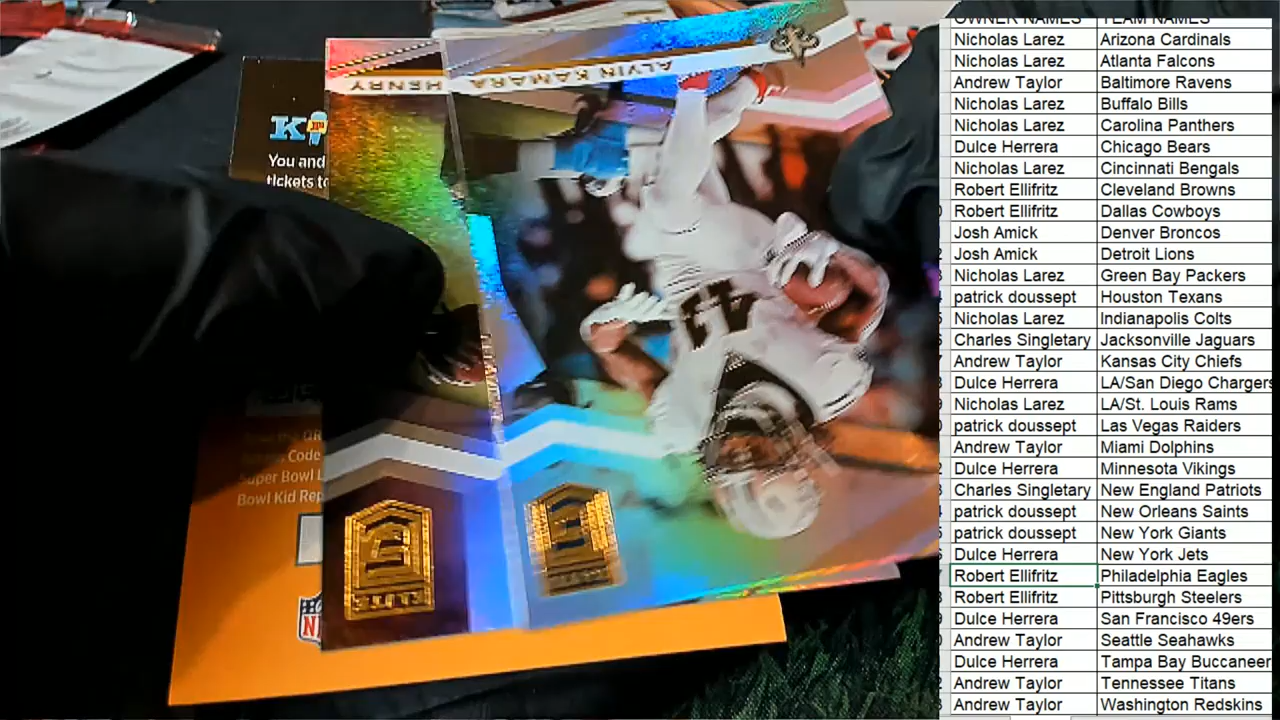 HENRY
ALVIN KAMARA
41
ELITE
K
You and
tickets to
Code
Super Bowl L
Bowl Kid Rep
OWNER NAMES TEAM NAMES
Nicholas Larez Arizona Cardinals
Nicholas Larez Atlanta Falcons
Andrew Taylor Baltimore Ravens
Nicholas Larez Buffalo Bills
Nicholas Larez Carolina Panthers
Dulce Herrera Chicago Bears
Nicholas Larez Cincinnati Bengals
Robert Ellifritz Cleveland Browns
Robert Ellifritz Dallas Cowboys
Josh Amick Denver Broncos
Josh Amick Detroit Lions
Nicholas Larez Green Bay Packers
patrick doussept Houston Texans
Nicholas Larez Indianapolis Colts
Charles Singletary Jacksonville Jaguars
Andrew Taylor Kansas City Chiefs
Dulce Herrera LA/San Diego Chargers
Nicholas Larez LA/St. Louis Rams
patrick doussept Las Vegas Raiders
Andrew Taylor Miami Dolphins
Dulce Herrera Minnesota Vikings
Charles Singletary New England Patriots
patrick doussept New Orleans Saints
patrick doussept New York Giants
Dulce Herrera New York Jets
Robert Ellifritz Philadelphia Eagles
Robert Ellifritz Pittsburgh Steelers
Dulce Herrera San Francisco 49ers
Andrew Taylor Seattle Seahawks
Dulce Herrera Tampa Bay Buccaneer
Andrew Taylor Tennessee Titans
Andrew Taylor Washington Redskins